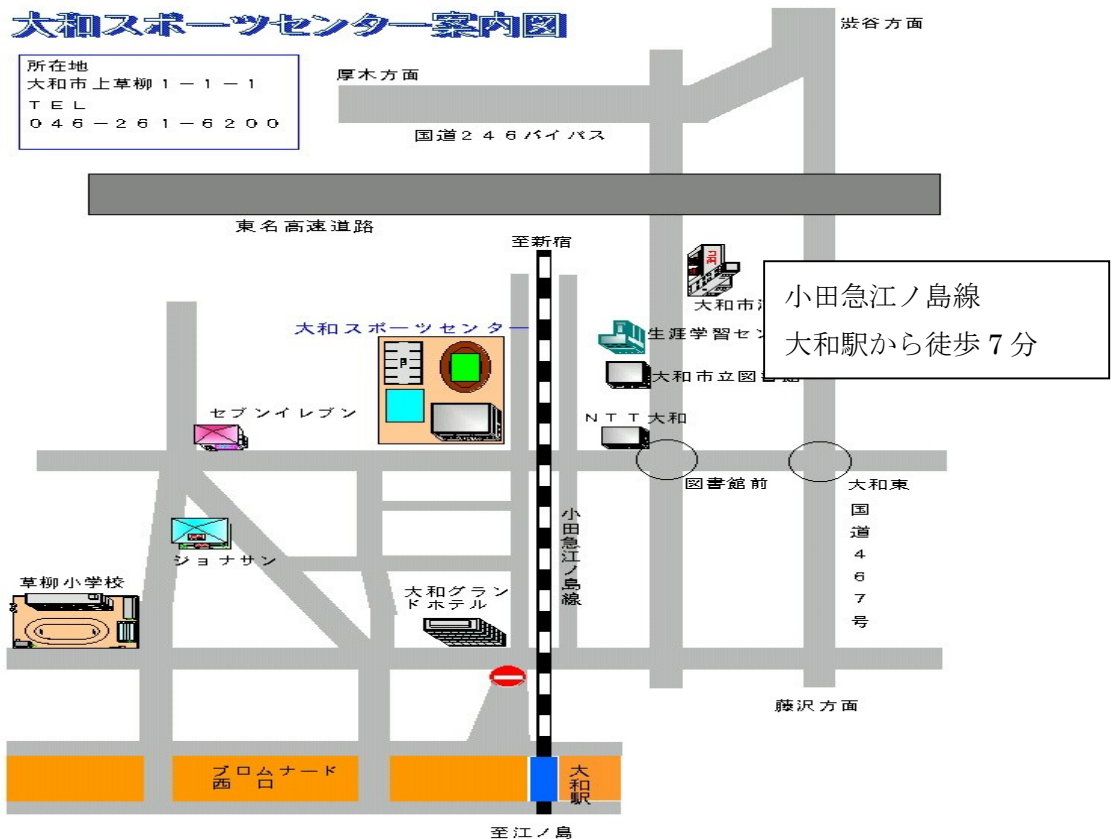 大和スポーツセンター案内図
所在地
大和市上草柳１－１－１
ＴＥＬ
０４６－２６１－６２００
渋谷方面
厚木方面
国道２４６バイパス
東名高速道路
至新宿
小田急江ノ島線
大和駅から徒歩 7 分
大和市
大和スポーツセンター
生涯学習セン
大和市立図書館
セブンイレブン
ＮＴＴ大和
図書館前
大和東
国道４６７号
小田急江ノ島線
ジョナサン
草柳小学校
大和グラン
ドホテル
藤沢方面
プロムナード
西口
大和駅
至江ノ島